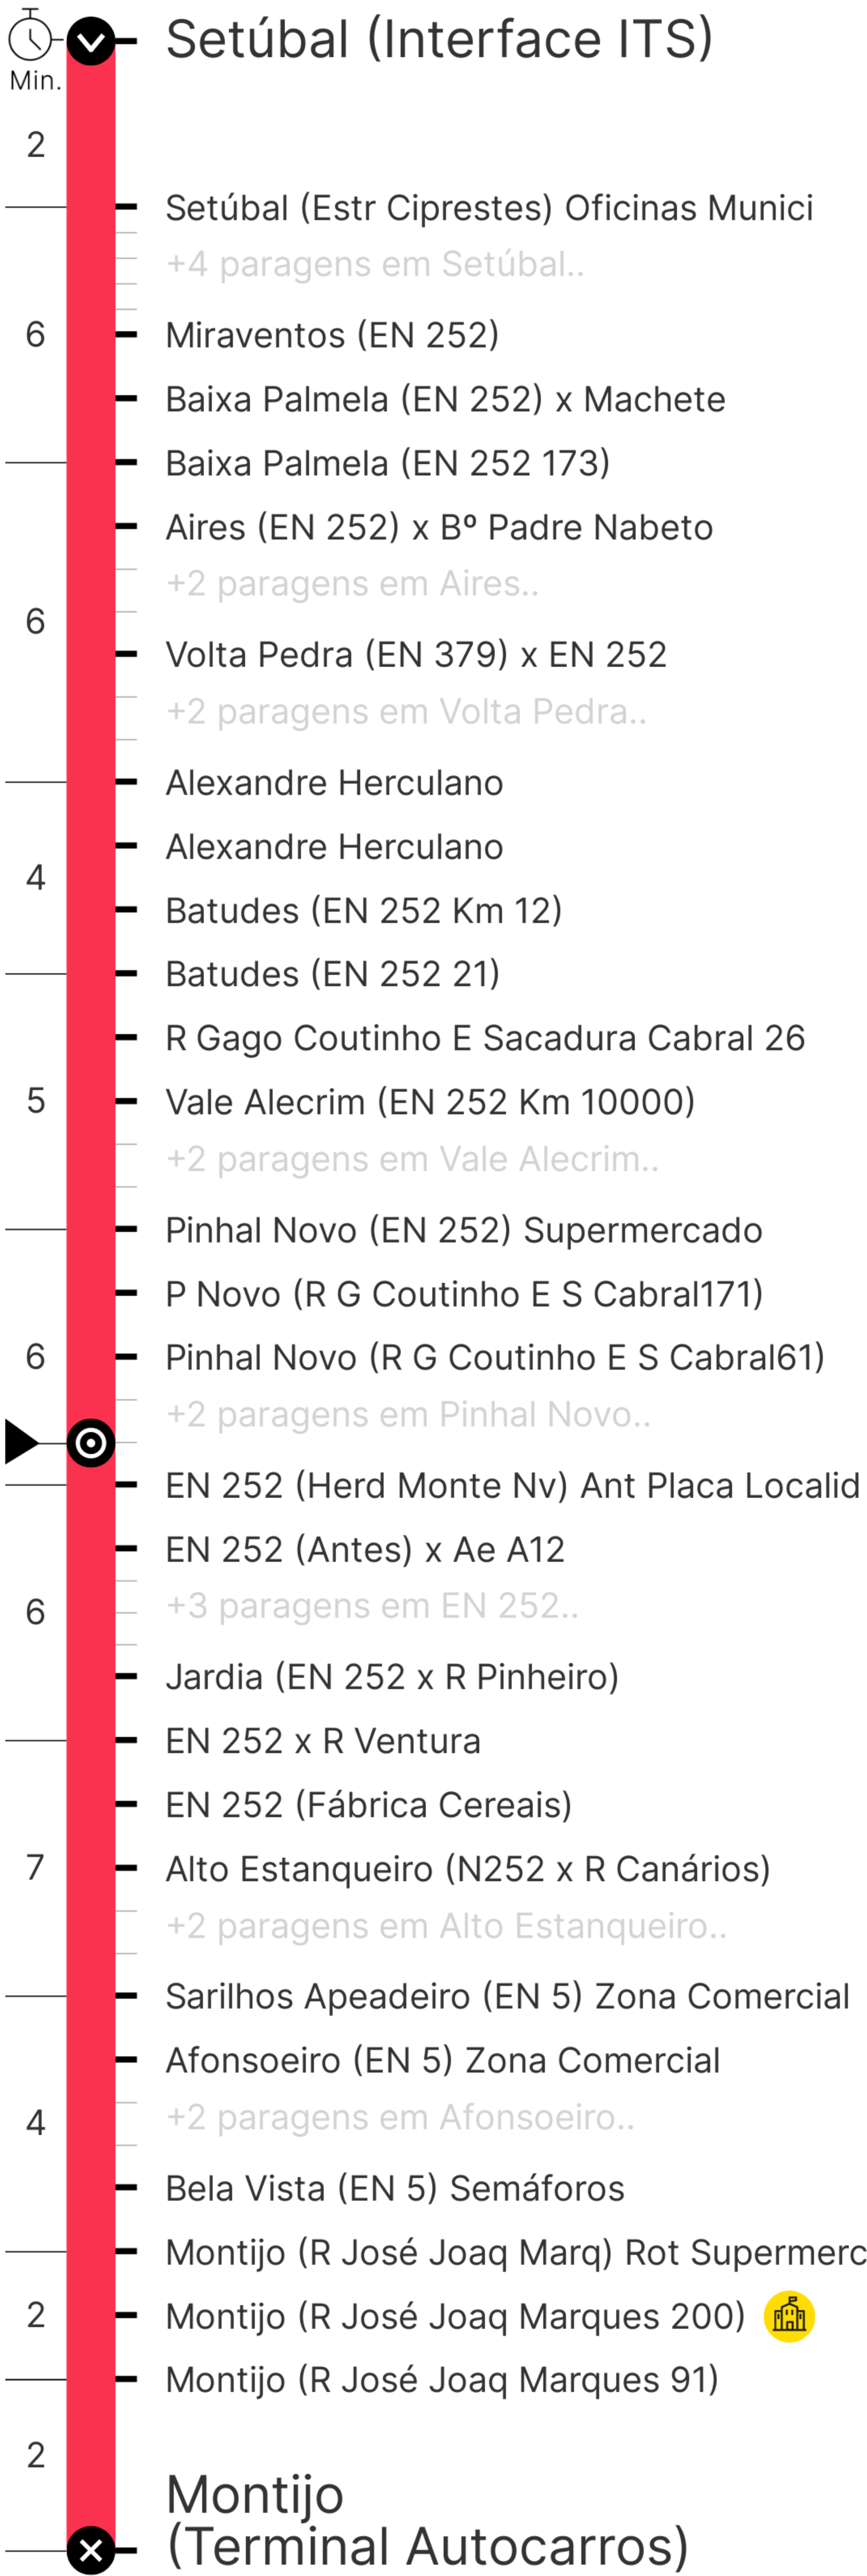 Setúbal (Interface ITS)
Min.
2
Setúbal (Estr Ciprestes) Oficinas Munici
+4 paragens em Setúbal..
6
Miraventos (EN 252)
Baixa Palmela (EN 252) x Machete
Baixa Palmela (EN 252 173)
Aires (EN 252) x Bº Padre Nabeto
+2 paragens em Aires..
6
Volta Pedra (EN 379) x EN 252
+2 paragens em Volta Pedra..
Alexandre Herculano
Alexandre Herculano
4
Batudes (EN 252 Km 12)
Batudes (EN 252 21)
R Gago Coutinho E Sacadura Cabral 26
5
Vale Alecrim (EN 252 Km 10000)
+2 paragens em Vale Alecrim..
Pinhal Novo (EN 252) Supermercado
P Novo (R G Coutinho E S Cabral171)
6
Pinhal Novo (R G Coutinho E S Cabral61)
+2 paragens em Pinhal Novo..
EN 252 (Herd Monte Nv) Ant Placa Localid
EN 252 (Antes) x Ae A12
+3 paragens em EN 252..
6
Jardia (EN 252 x R Pinheiro)
EN 252 x R Ventura
EN 252 (Fábrica Cereais)
7
Alto Estanqueiro (N252 x R Canários)
+2 paragens em Alto Estanqueiro..
Sarilhos Apeadeiro (EN 5) Zona Comercial
Afonsoeiro (EN 5) Zona Comercial
+2 paragens em Afonsoeiro..
4
Bela Vista (EN 5) Semáforos
Montijo (R José Joaq Marq) Rot Supermerc
2
Montijo (R José Joaq Marques 200)
Montijo (R José Joaq Marques 91)
2
Montijo
(Terminal Autocarros)